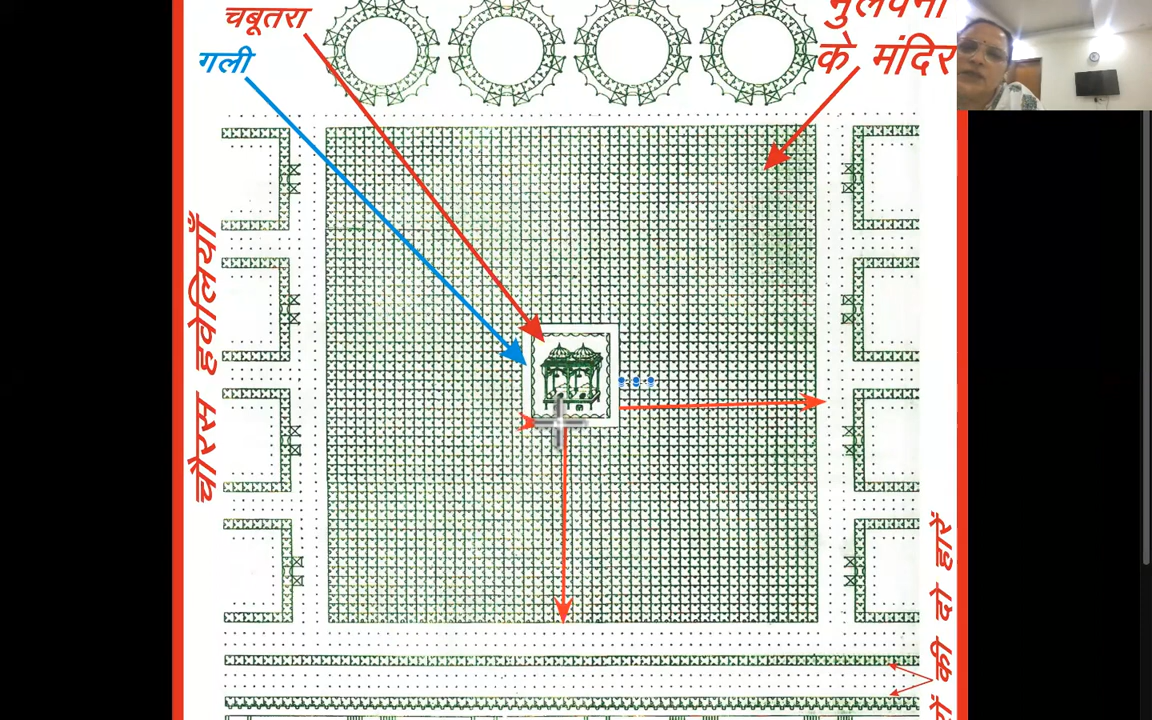 चबूतरा
गली
के मंदिर
चौरस हवेलियाँ
की दो हारें